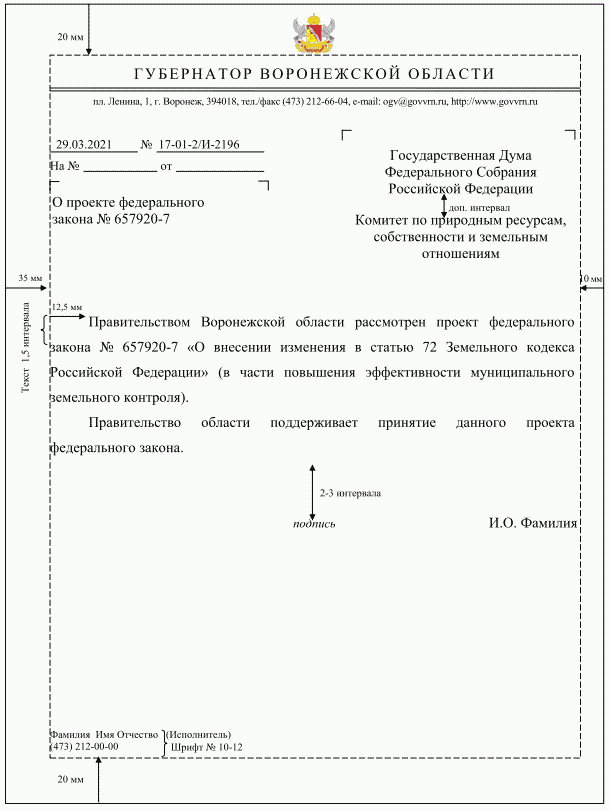 20 мм
ГУБЕРНАТОР ВОРОНЕЖСКОЙ ОБЛАСТИ
пл. Ленина, 1, г. Воронеж, 394018, тел./факс (473) 212-66-04, e-mail: ogv@govvrn.ru, http://www.govvrn.ru
29.03.2021 № 17-01-2/И-2196
На № от
О проекте федерального
закона № 657920-7
Государственная Дума
Федерального Собрания
Российской Федерации
доп. интервал
Комитет по природным ресурсам,
собственности и земельным
отношениям
35 мм
10 мм
12,5 мм
Текст 1,5 интервала
Правительством Воронежской области рассмотрен проект федерального
закона № 657920-7 «О внесении изменения в статью 72 Земельного кодекса
Российской Федерации» (в части повышения эффективности муниципального
земельного контроля).
Правительство области поддерживает принятие данного проекта
федерального закона.
2-3 интервала
подпись И.О. Фамилия
Фамилия Имя Отчество (Исполнитель)
(473) 212-00-00 Шрифт № 10-12
20 мм